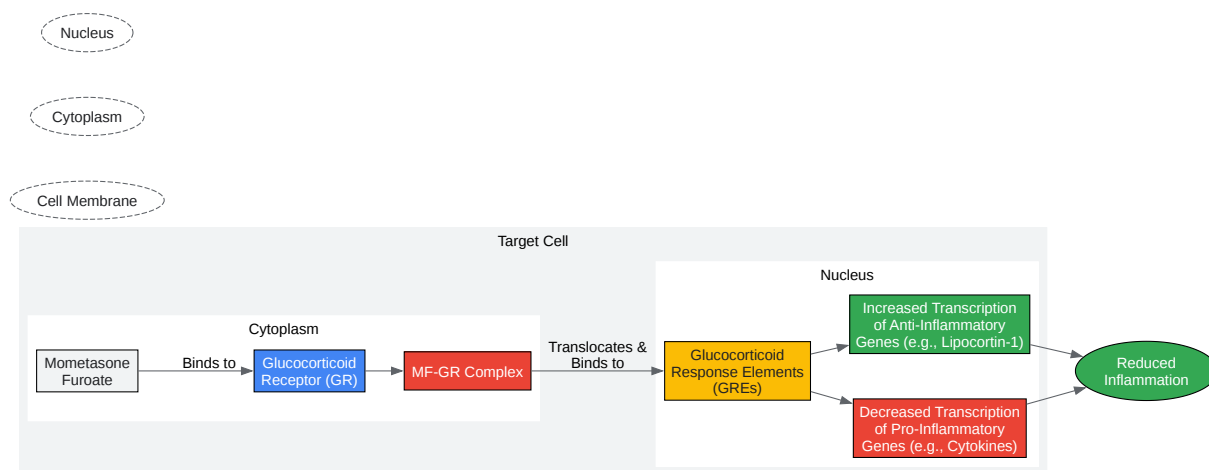 Nucleus
Cytoplasm
Cell Membrane
Target Cell
Cytoplasm
Mometasone
Furoate
Binds to
Glucocorticoid
Receptor (GR)
MF-GR Complex
Translocates &
Binds to
Nucleus
Glucocorticoid
Response Elements
(GREs)
Increased Transcription
of Anti-Inflammatory
Genes (e.g., Lipocortin-1)
Decreased Transcription
of Pro-Inflammatory
Genes (e.g., Cytokines)
Reduced
Inflammation